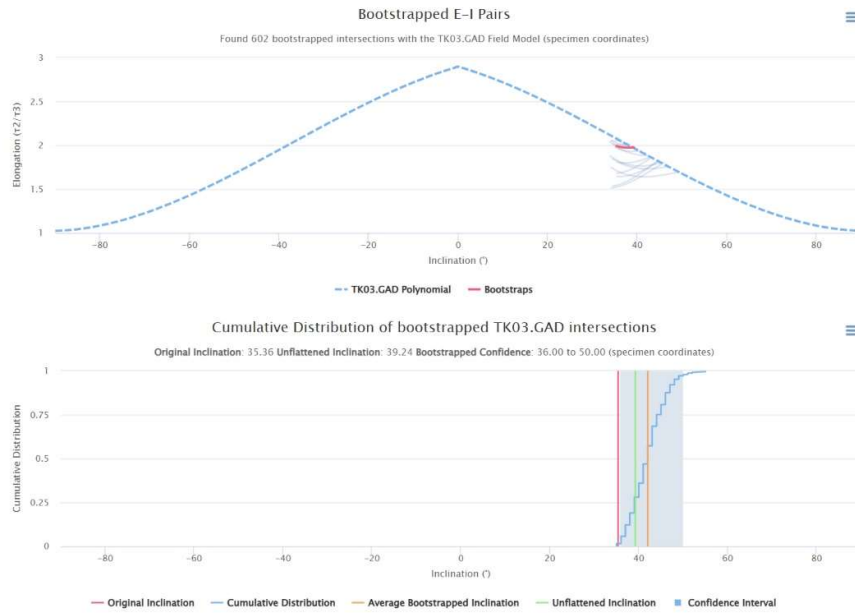 Bootstrapped E-I Pairs
Found 602 bootstrapped intersections with the TK03.GAD Field Model (specimen coordinates)
Elongation (τ2/τ3)
3
2.5
2
1.5
1
-80
-60
-40
-20
0
20
40
60
80
Inclination (°)
TK03.GAD Polynomial
Bootstraps
Cumulative Distribution of bootstrapped TK03.GAD intersections
Original Inclination: 35.36 Unflattened Inclination: 39.24 Bootstrapped Confidence: 36.00 to 50.00 (specimen coordinates)
Cumulative Distribution
1
0.75
0.5
0.25
0
-80
-60
-40
-20
0
20
40
60
80
Inclination (°)
Original Inclination
Cumulative Distribution
Average Bootstrapped Inclination
Unflattened Inclination
Confidence Interval